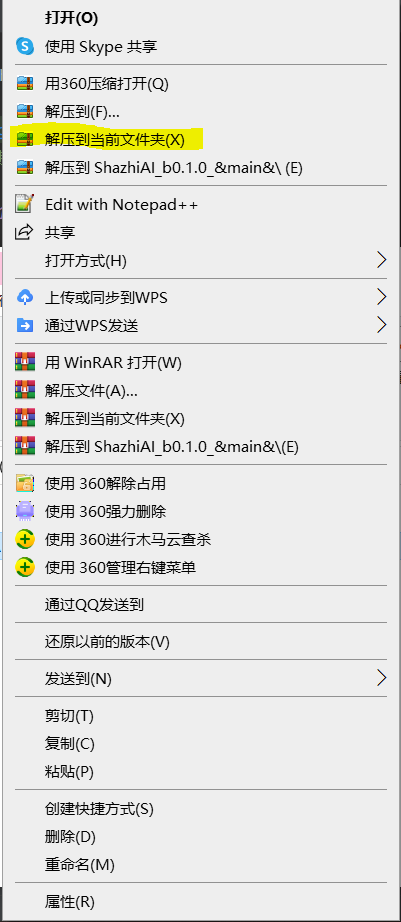 打开(O)
使用 Skype 共享
用360压缩打开(Q)
解压到(F)...
解压到当前文件夹(X)
解压到 ShazhiAI_b0.1.0_&main&\ (E)
Edit with Notepad++
共享
打开方式(H)
上传或同步到WPS
通过WPS发送
用 WinRAR 打开(W)
解压文件(A)...
解压到当前文件夹(X)
解压到 ShazhiAI_b0.1.0_&main&\(E)
使用 360解除占用
使用 360强力删除
使用 360进行木马云查杀
使用 360管理右键菜单
通过QQ发送到
还原以前的版本(V)
发送到(N)
剪切(T)
复制(C)
粘贴(P)
创建快捷方式(S)
删除(D)
重命名(M)
属性(R)